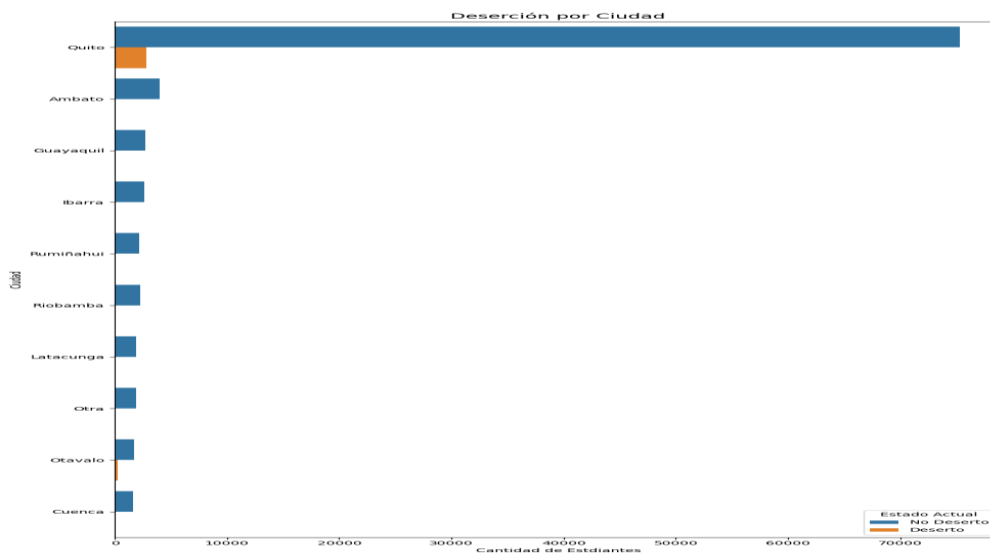 Deserción por Ciudad
Quito
Ambato
Guayaquil
Ibarra
Rumiñahui
Riobamba
Latacunga
Otra
Otavalo
Cuenca
Ciudad
0 10000 20000 30000 40000 50000 60000 70000
Cantidad de Estdiantes
Estado Actual
No Deserto
Deserto